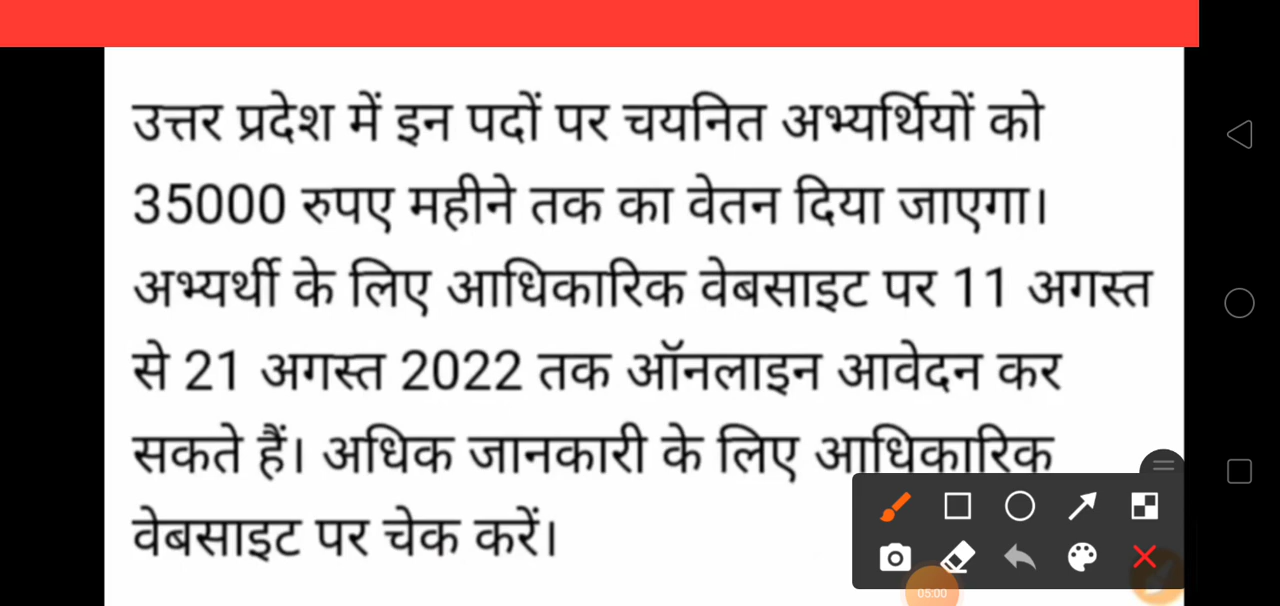 उत्तर प्रदेश में इन पदों पर चयनित अभ्यर्थियों को
35000 रुपए महीने तक का वेतन दिया जाएगा।
अभ्यर्थी के लिए आधिकारिक वेबसाइट पर 11 अगस्त
से 21 अगस्त 2022 तक ऑनलाइन आवेदन कर
सकते हैं। अधिक जानकारी के लिए आधिकारिक
वेबसाइट पर चेक करें।
05:00